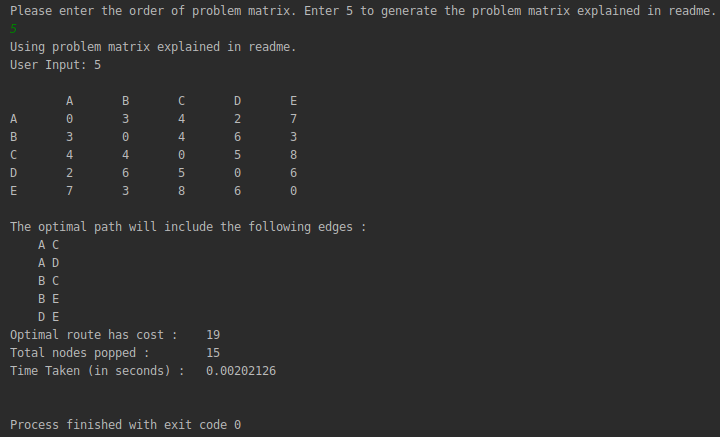 Please enter the order of problem matrix. Enter 5 to generate the problem matrix explained in readme.
5
Using problem matrix explained in readme.
User Input: 5
A B C D E
A 0 3 4 2 7
B 3 0 4 6 3
C 4 4 0 5 8
D 2 6 5 0 6
E 7 3 8 6 0
The optimal path will include the following edges :
A C
A D
B C
B E
D E
Optimal route has cost : 19
Total nodes popped : 15
Time Taken (in seconds) : 0.00202126
Process finished with exit code 0